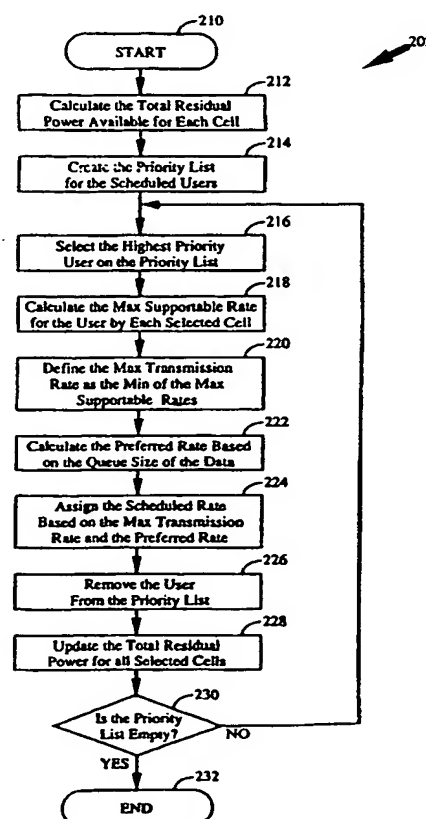 210
START
212
Calculate the Total Residual
Power Available for Each Cell
214
Create the Priority List
for the Scheduled Users
216
Select the Highest Priority
User on the Priority List
218
Calculate the Max Supportable Rate
for the User by Each Selected Cell
220
Define the Max Transmission
Rate as the Min of the Max
Supportable Rates
222
Calculate the Preferred Rate Based
on the Queue Size of the Data
224
Assign the Scheduled Rate
Based on the Max Transmission
Rate and the Preferred Rate
226
Remove the User
From the Priority List
228
Update the Total Residual
Power for all Selected Cells
230
Is the Priority
List Empty?
NO
YES
232
END